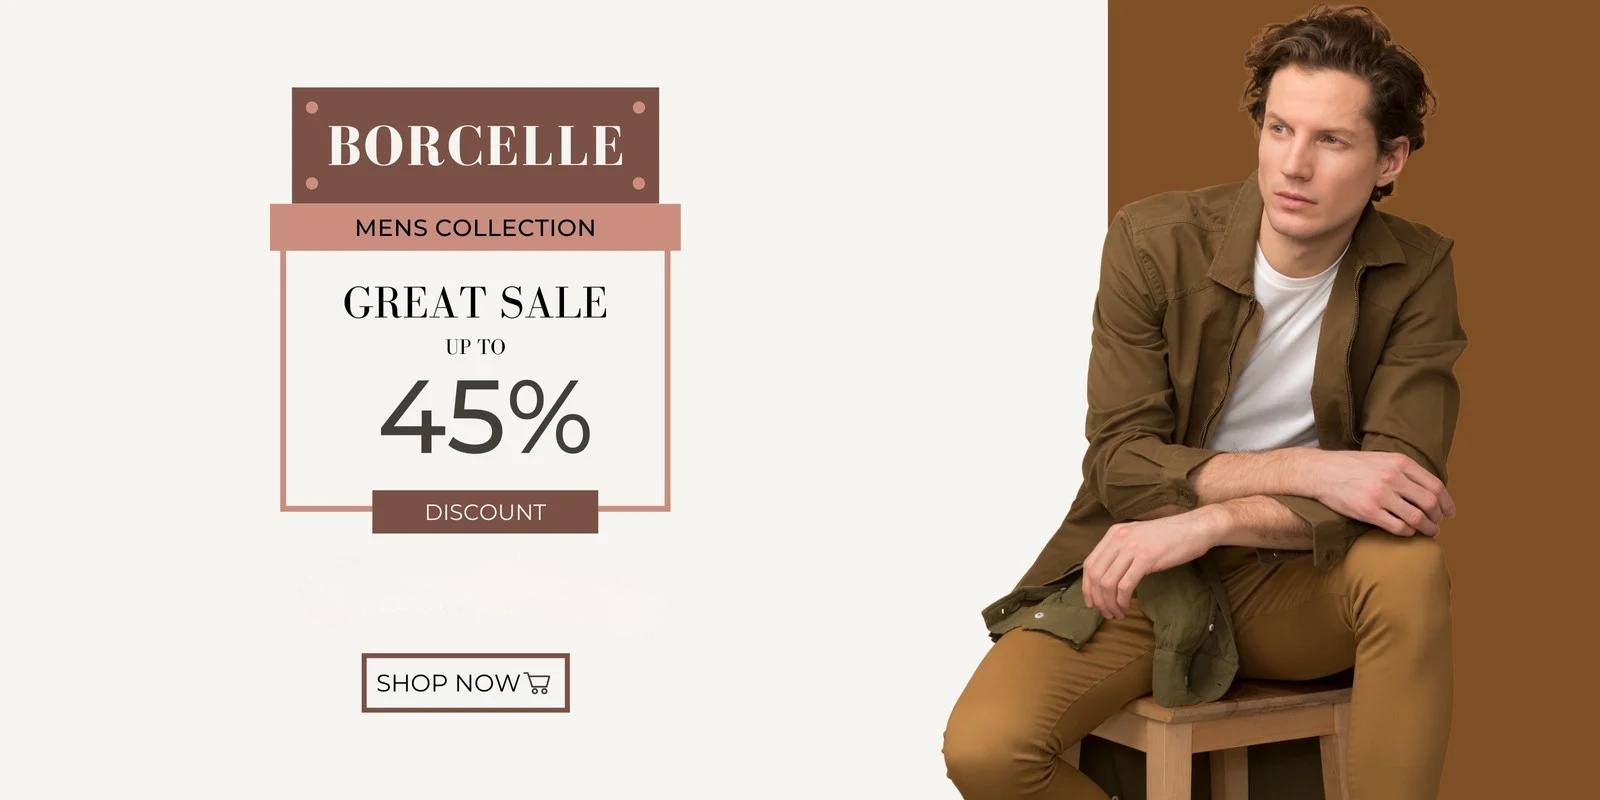 BORCELLE
MENS COLLECTION
GREAT SALE
UP TO
45%
DISCOUNT
SHOP NOW